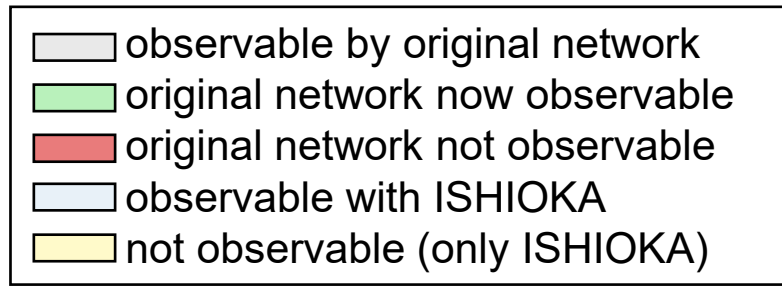 observable by original network
original network now observable
original network not observable
observable with ISHIOKA
not observable (only ISHIOKA)